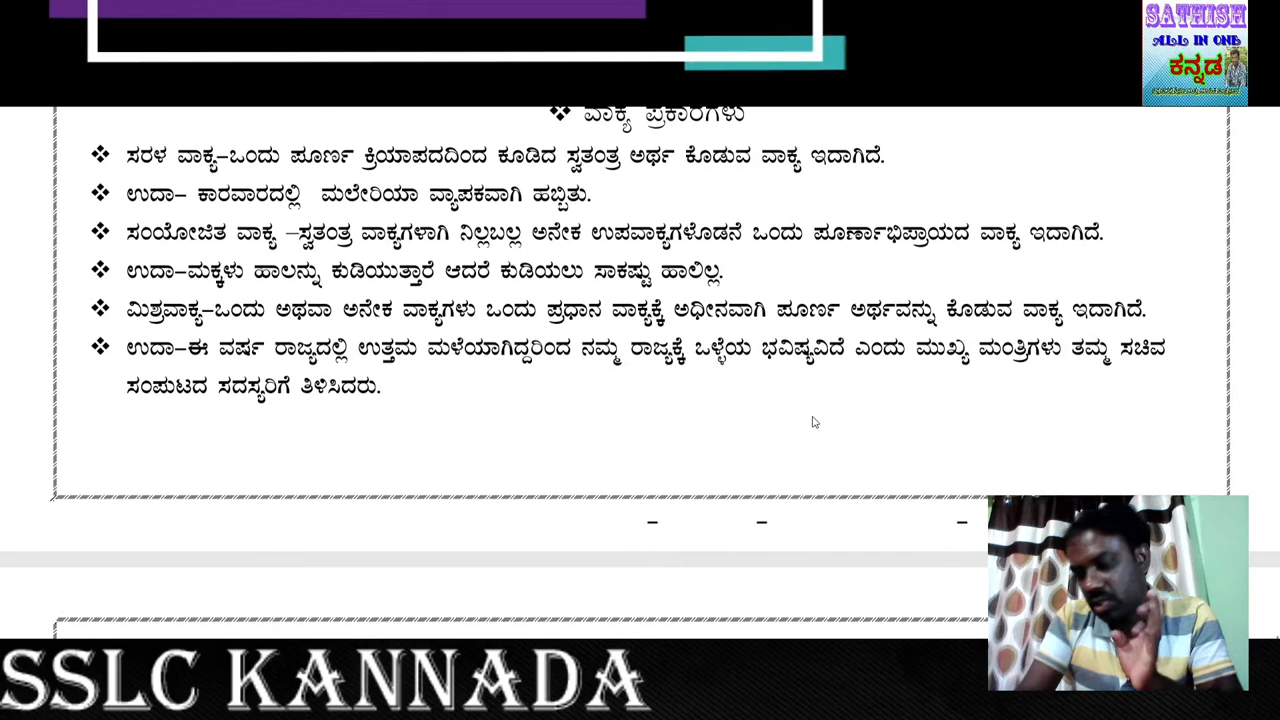 SATHISH
ALL IN ONE
ಕನ್ನಡ
❖ ವಾಕ್ಯ ಪ್ರಕಾರಗಳು
❖ ಸರಳ ವಾಕ್ಯ–ಒಂದು ಪೂರ್ಣ ಕ್ರಿಯಾಪದದಿಂದ ಕೂಡಿದ ಸ್ವತಂತ್ರ ಅರ್ಥ ಕೊಡುವ ವಾಕ್ಯ ಇದಾಗಿದೆ.
❖ ಉದಾ– ಕಾರವಾರದಲ್ಲಿ ಮಲೇರಿಯಾ ವ್ಯಾಪಕವಾಗಿ ಹಬ್ಬಿತು.
❖ ಸಂಯೋಜಿತ ವಾಕ್ಯ –ಸ್ವತಂತ್ರ ವಾಕ್ಯಗಳಾಗಿ ನಿಲ್ಲಬಲ್ಲ ಅನೇಕ ಉಪವಾಕ್ಯಗಳೊಡನೆ ಒಂದು ಪೂರ್ಣಾಭಿಪ್ರಾಯದ ವಾಕ್ಯ ಇದಾಗಿದೆ.
❖ ಉದಾ–ಮಕ್ಕಳು ಹಾಲನ್ನು ಕುಡಿಯುತ್ತಾರೆ ಆದರೆ ಕುಡಿಯಲು ಸಾಕಷ್ಟು ಹಾಲಿಲ್ಲ.
❖ ಮಿಶ್ರವಾಕ್ಯ–ಒಂದು ಅಥವಾ ಅನೇಕ ವಾಕ್ಯಗಳು ಒಂದು ಪ್ರಧಾನ ವಾಕ್ಯಕ್ಕೆ ಅಧೀನವಾಗಿ ಪೂರ್ಣ ಅರ್ಥವನ್ನು ಕೊಡುವ ವಾಕ್ಯ ಇದಾಗಿದೆ.
❖ ಉದಾ–ಈ ವರ್ಷ ರಾಜ್ಯದಲ್ಲಿ ಉತ್ತಮ ಮಳೆಯಾಗಿದ್ದರಿಂದ ನಮ್ಮ ರಾಜ್ಯಕ್ಕೆ ಒಳ್ಳೆಯ ಭವಿಷ್ಯವಿದೆ ಎಂದು ಮುಖ್ಯ ಮಂತ್ರಿಗಳು ತಮ್ಮ ಸಚಿವ
ಸಂಪುಟದ ಸದಸ್ಯರಿಗೆ ತಿಳಿಸಿದರು.
SSLC KANNADA